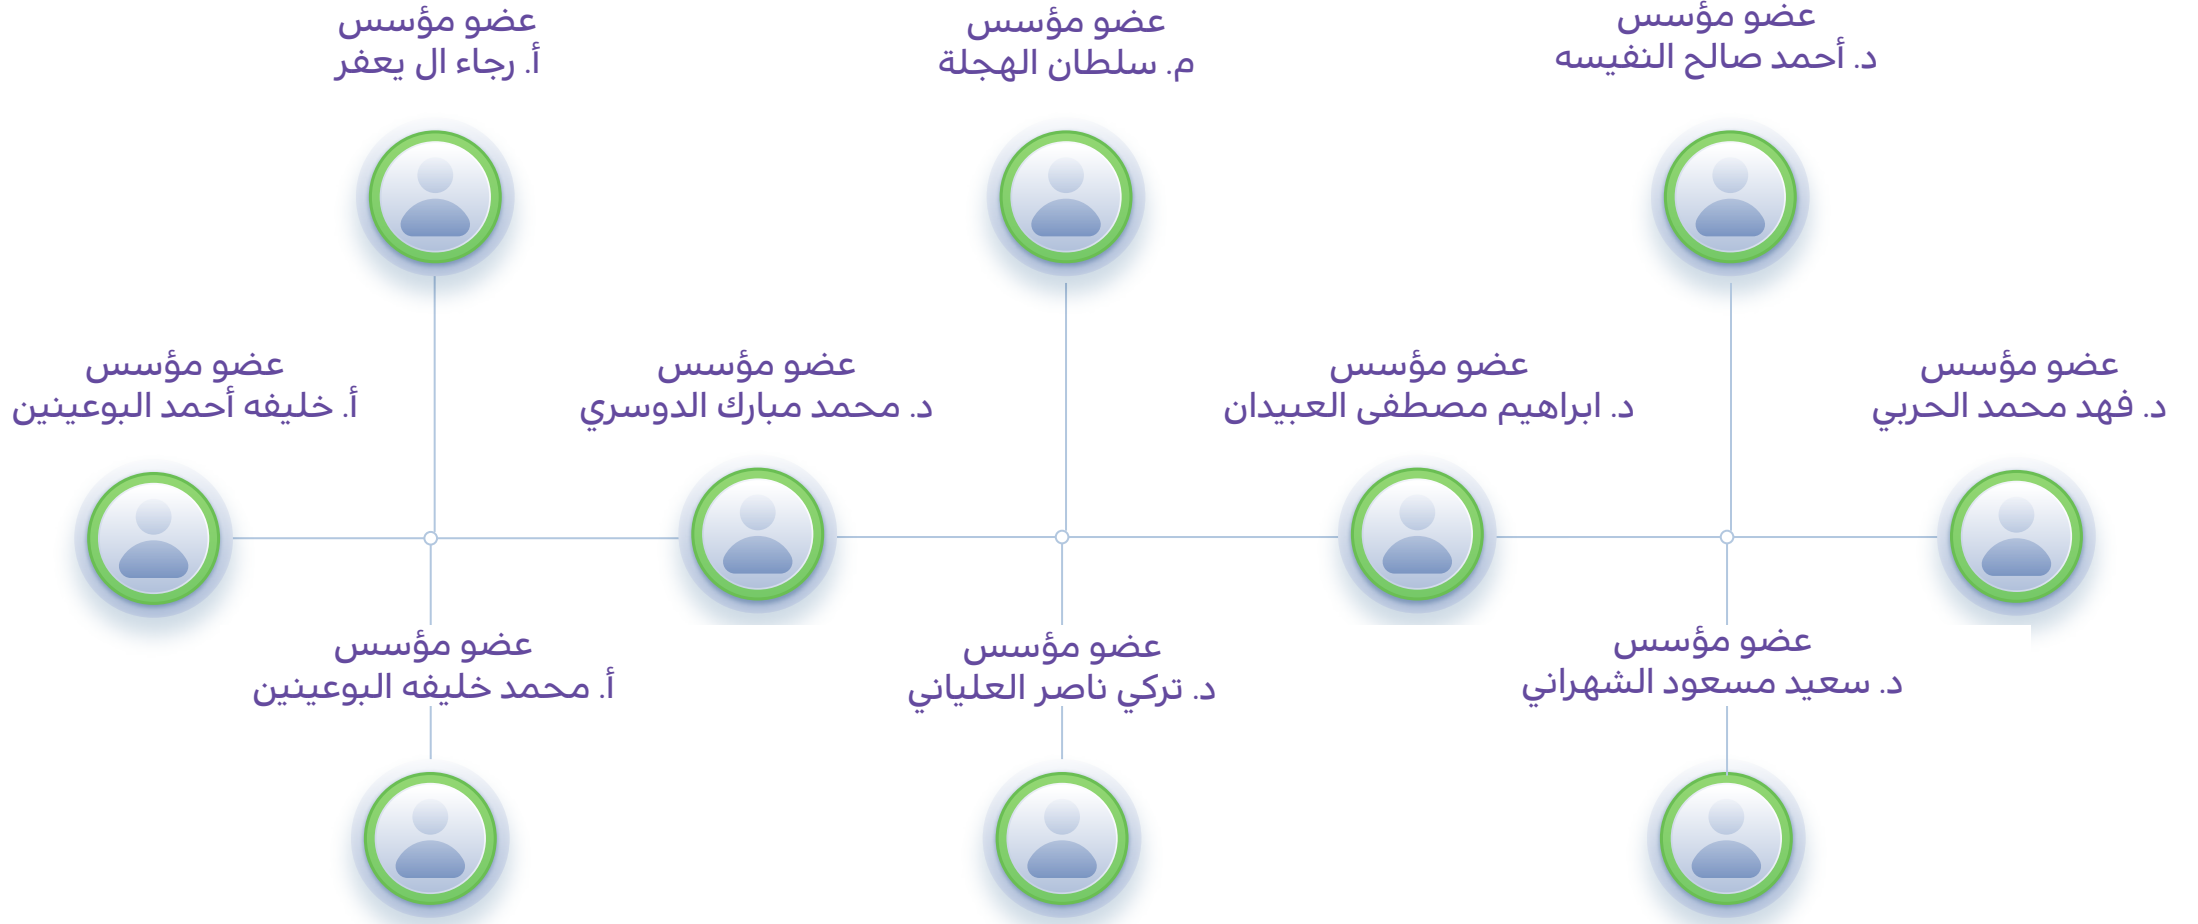 عضو مؤسس
د. أحمد صالح النفيسه
عضو مؤسس
م. سلطان الهجلة
عضو مؤسس
أ. رجاء ال يعفر
عضو مؤسس
د. فهد محمد الحربي
عضو مؤسس
د. ابراهيم مصطفى العبيدان
عضو مؤسس
د. محمد مبارك الدوسري
عضو مؤسس
أ. خليفه أحمد البوعينين
عضو مؤسس
د. سعيد مسعود الشهراني
عضو مؤسس
د. تركي ناصر العلياني
عضو مؤسس
أ. محمد خليفه البوعينين